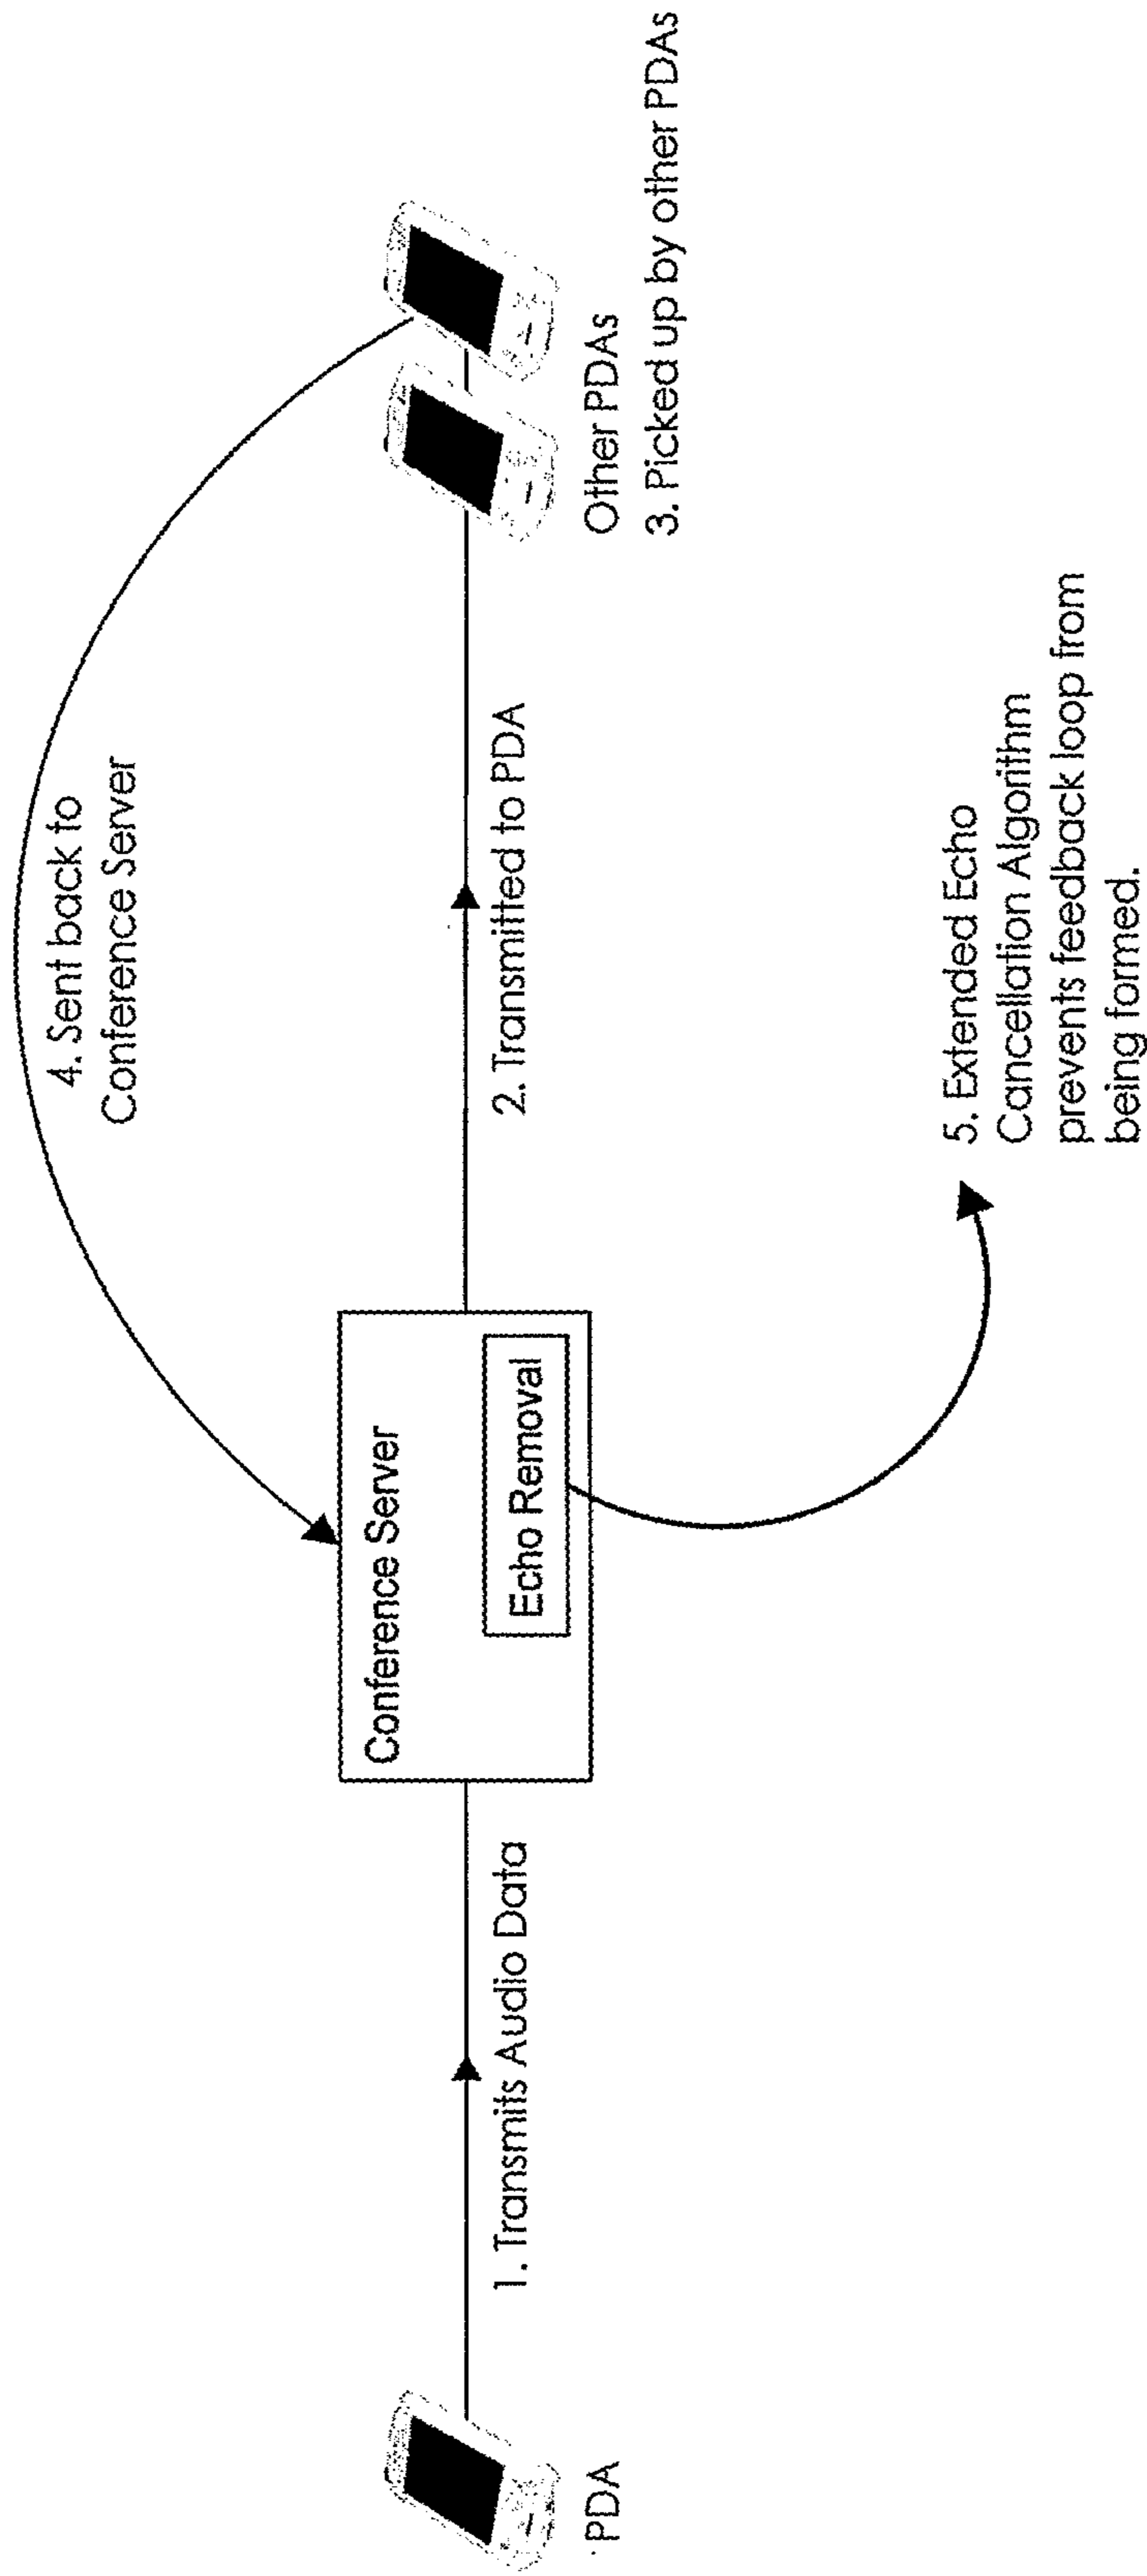 4. Sent back to
Conference Server
Conference Server
Echo Removal
1. Transmits Audio Data
2. Transmitted to PDA
PDA
Other PDAs
3. Picked up by other PDAs
5. Extended Echo
Cancellation Algorithm
prevents feedback loop from
being formed.